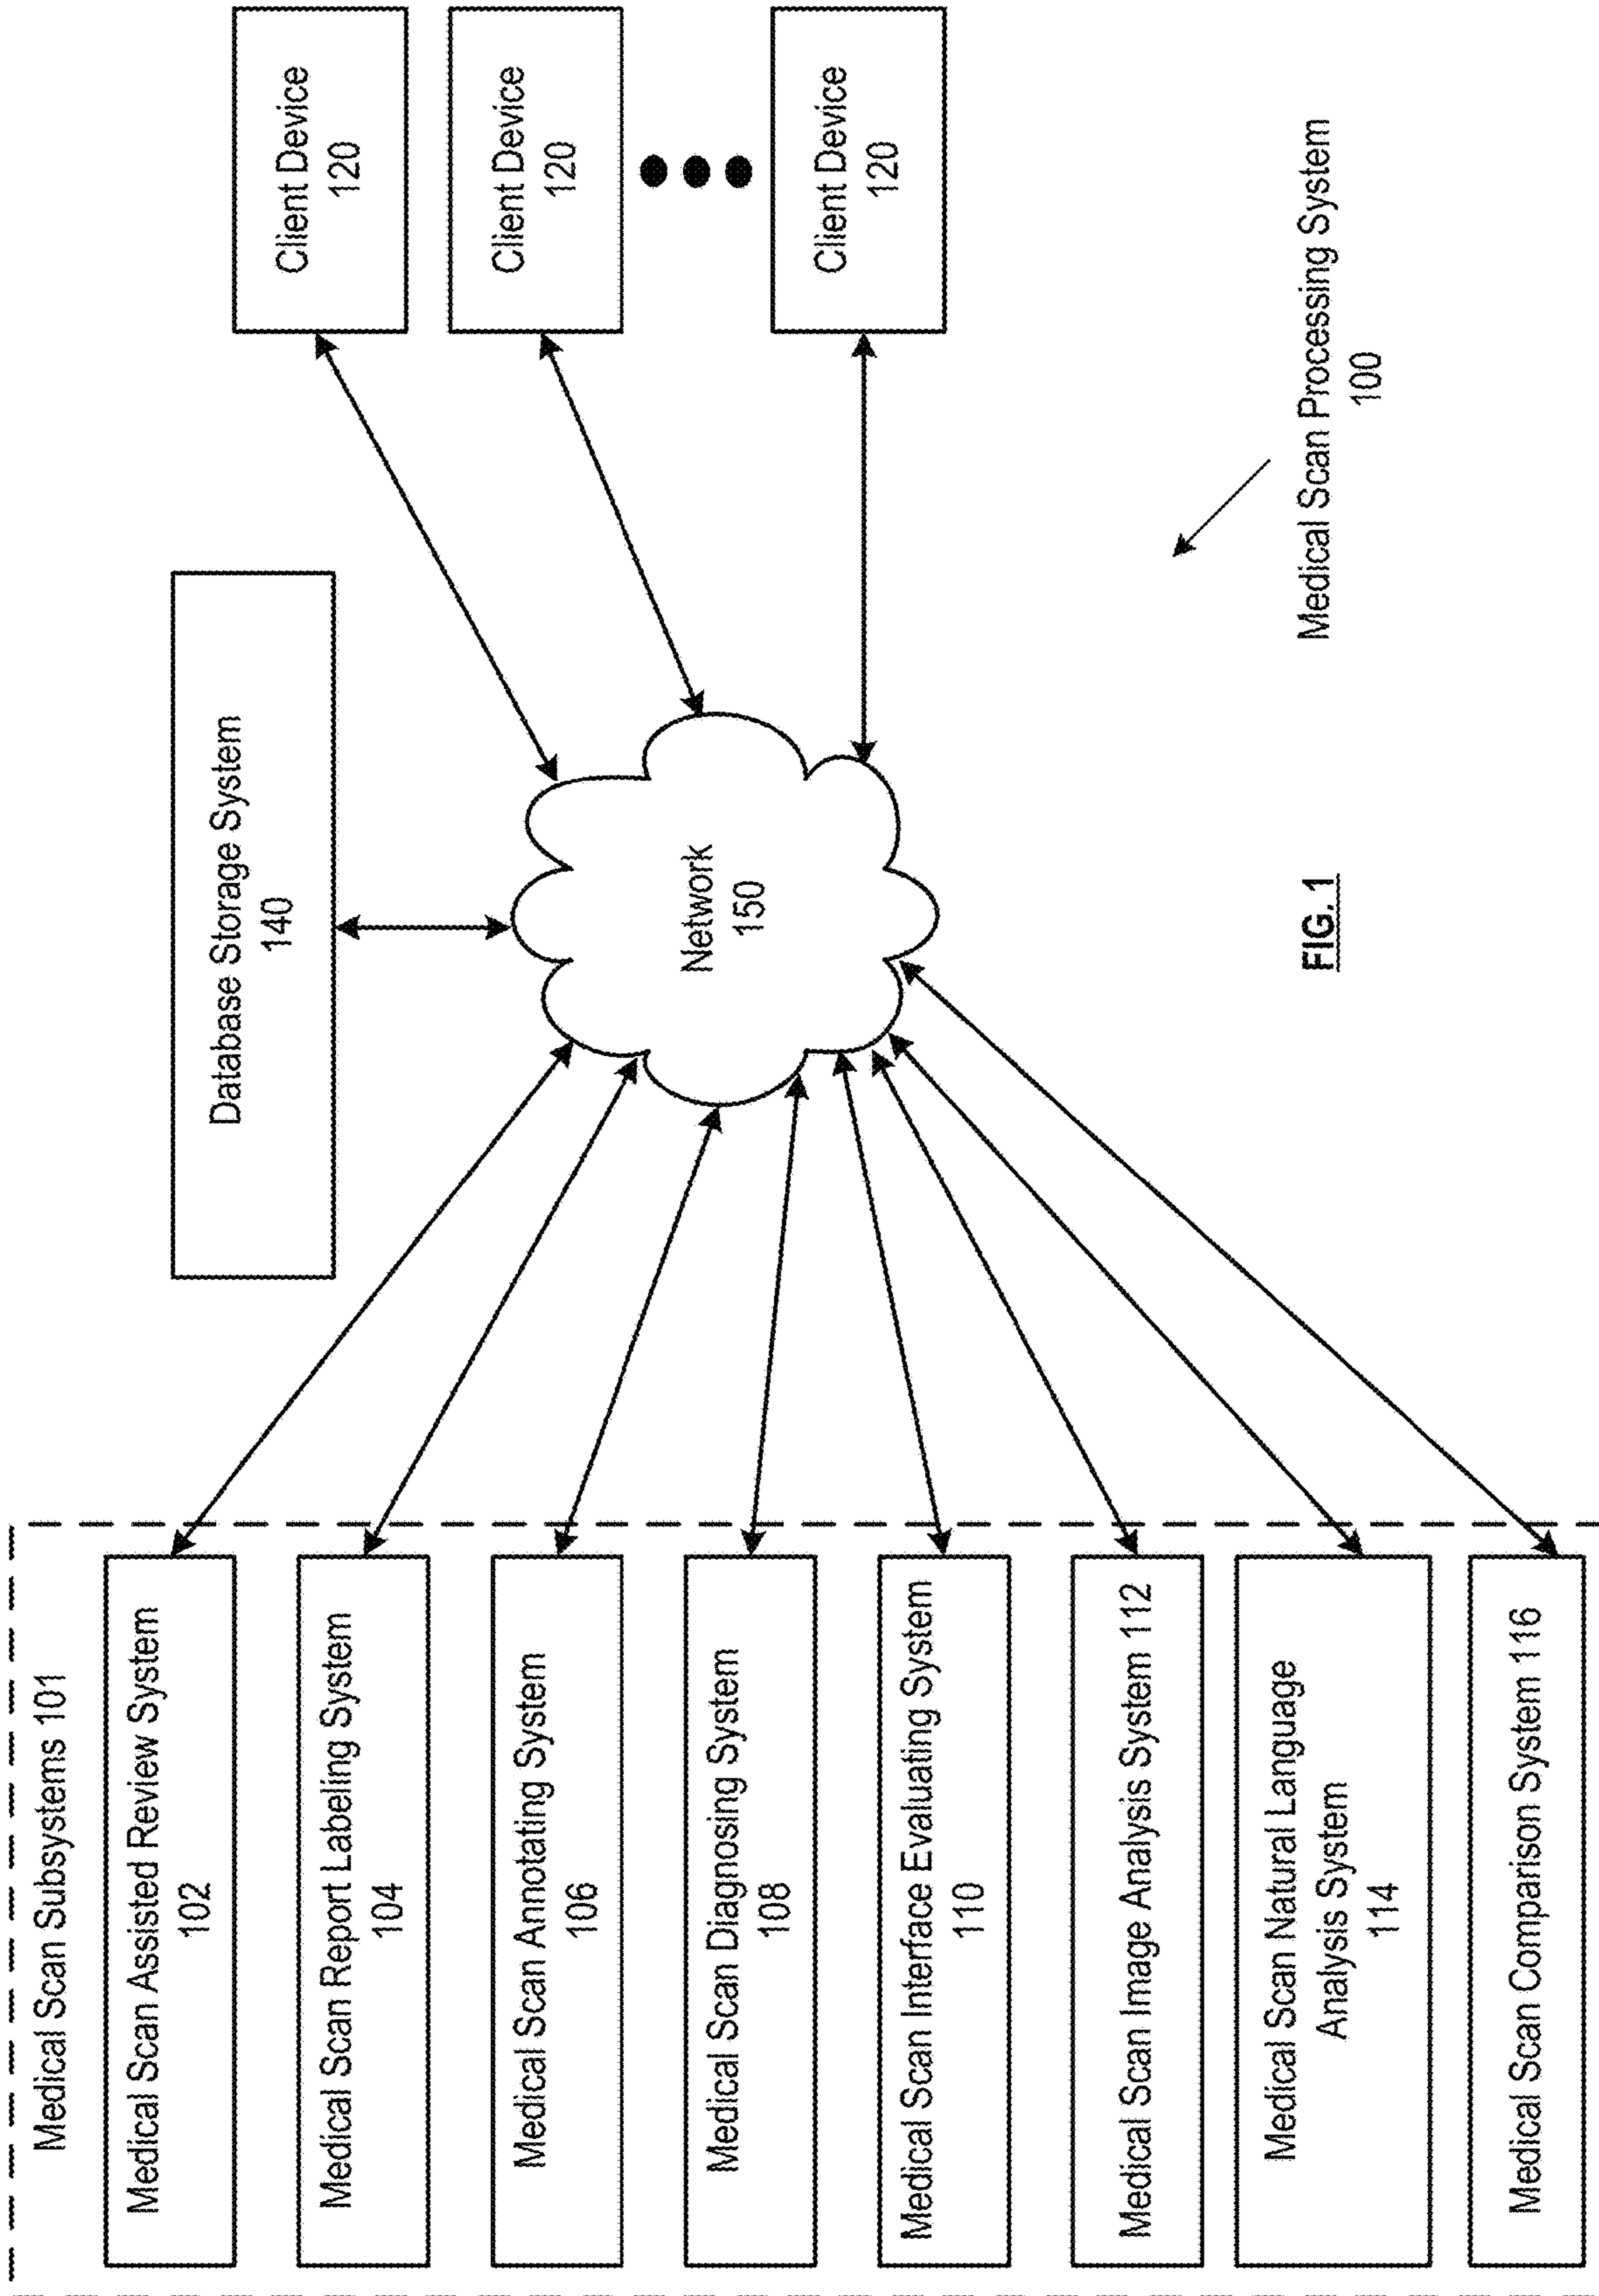 Medical Scan Subsystems 101
Medical Scan Assisted Review System
102
Medical Scan Report Labeling System
104
Medical Scan Annotating System
106
Medical Scan Diagnosing System
108
Medical Scan Interface Evaluating System
110
Medical Scan Image Analysis System 112
Medical Scan Natural Language
Analysis System
114
Medical Scan Comparison System 116
Database Storage System
140
Network
150
Client Device
120
Client Device
120
Client Device
120
Medical Scan Processing System
100
FIG. 1